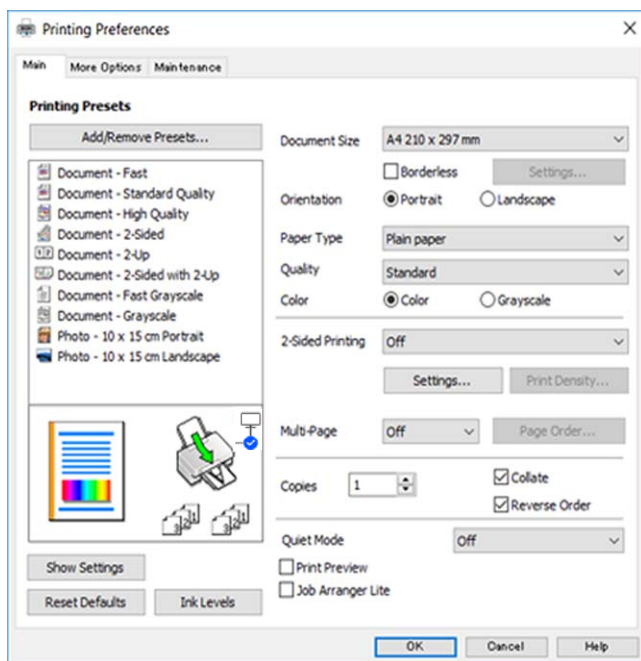 Printing Preferences
Main
More Options
Maintenance
Printing Presets
Add/Remove Presets...
Document - Fast
Document - Standard Quality
Document - High Quality
Document - 2-Sided
Document - 2-Up
Document - 2-Sided with 2-Up
Document - Fast Grayscale
Document - Grayscale
Photo - 10 x 15 cm Portrait
Photo - 10 x 15 cm Landscape
Show Settings
Reset Defaults
Ink Levels
Document Size
A4 210 x 297 mm
Borderless
Settings...
Orientation
Portrait
Landscape
Paper Type
Plain paper
Quality
Standard
Color
Color
Grayscale
2-Sided Printing
Off
Settings...
Print Density...
Multi-Page
Off
Page Order...
Copies
1
Collate
Reverse Order
Quiet Mode
Off
Print Preview
Job Arranger Lite
OK
Cancel
Help